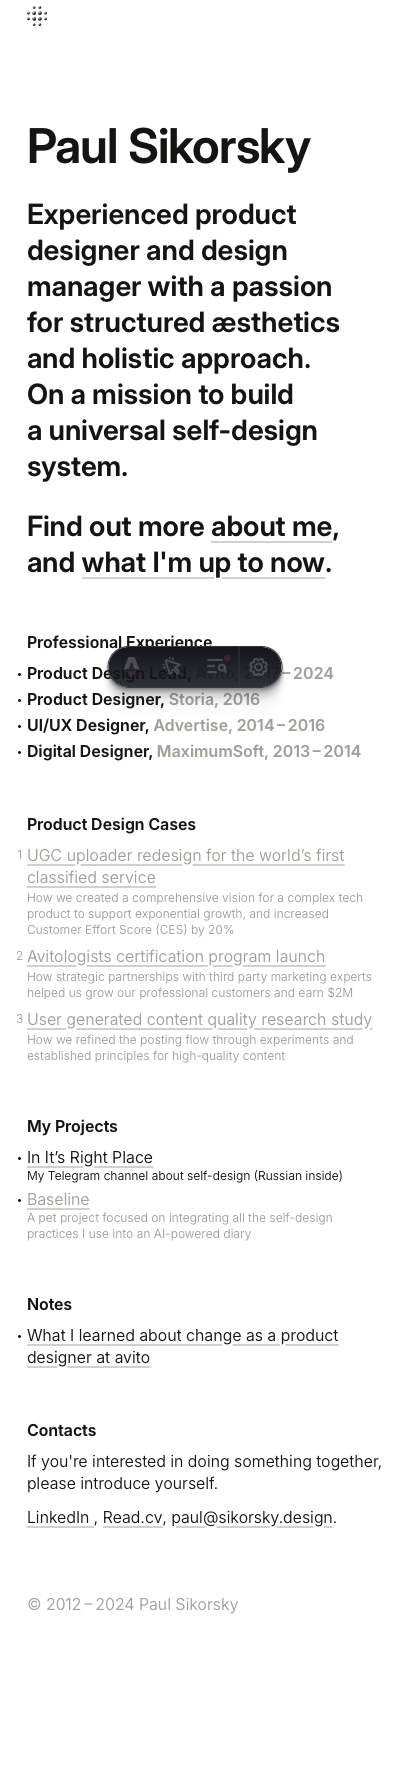 Paul Sikorsky
Experienced product
designer and design
manager with a passion
for structured æsthetics
and holistic approach.
On a mission to build
a universal self-design
system.
Find out more about me,
and what I'm up to now.
Professional Experience
• Product Design Lead, – 2024
• Product Designer, Storia, 2016
• UI/UX Designer, Advertise, 2014 – 2016
• Digital Designer, MaximumSoft, 2013 – 2014
Product Design Cases
1 UGC uploader redesign for the world’s first
classified service
How we created a comprehensive vision for a complex tech
product to support exponential growth, and increased
Customer Effort Score (CES) by 20%
2 Avitologists certification program launch
How strategic partnerships with third party marketing experts
helped us grow our professional customers and earn $2M
3 User generated content quality research study
How we refined the posting flow through experiments and
established principles for high-quality content
My Projects
• In It’s Right Place
My Telegram channel about self-design (Russian inside)
• Baseline
A pet project focused on integrating all the self-design
practices I use into an AI-powered diary
Notes
• What I learned about change as a product
designer at avito
Contacts
If you're interested in doing something together,
please introduce yourself.
LinkedIn , Read.cv, paul@sikorsky.design.
© 2012 – 2024 Paul Sikorsky